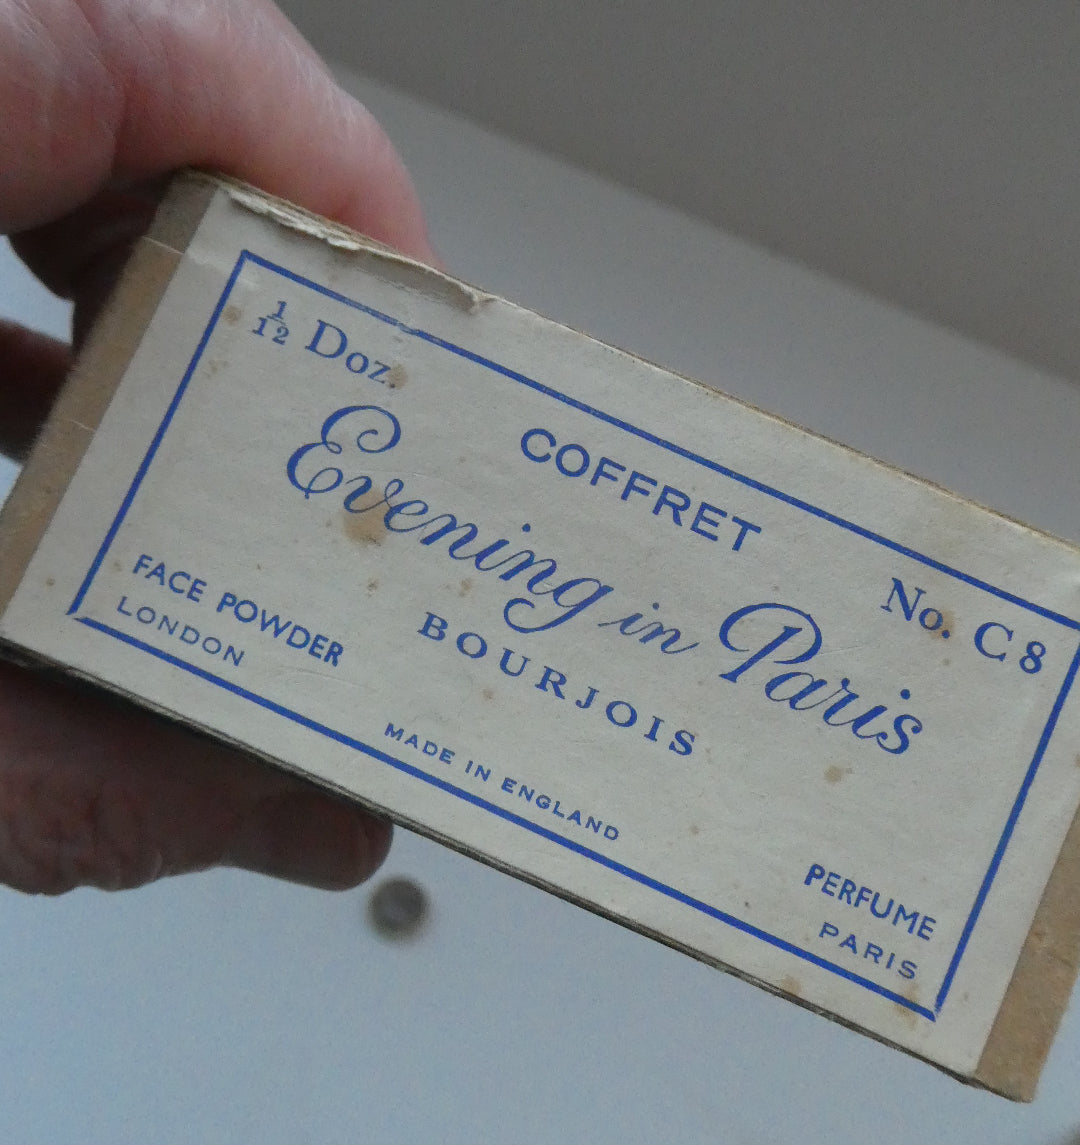 1/12 Doz.
COFFRET
No. C8
Evening in Paris
BOURJOIS
FACE POWDER
LONDON
MADE IN ENGLAND
PERFUME
PARIS